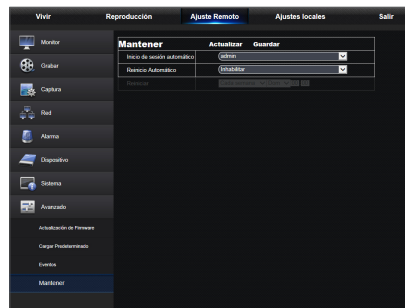 Vivir Reproducción Ajuste Remoto Ajustes locales Salir
Monitor
Grabar
Captura
Red
Alarma
Dispositivo
Sistema
Avanzado
Actualización de Firmware
Cargar Predeterminado
Eventos
Mantener
Mantener Actualizar Guardar
Inicio de sesión automático admin
Reinicio Automático Inhabilitar
Reiniciar